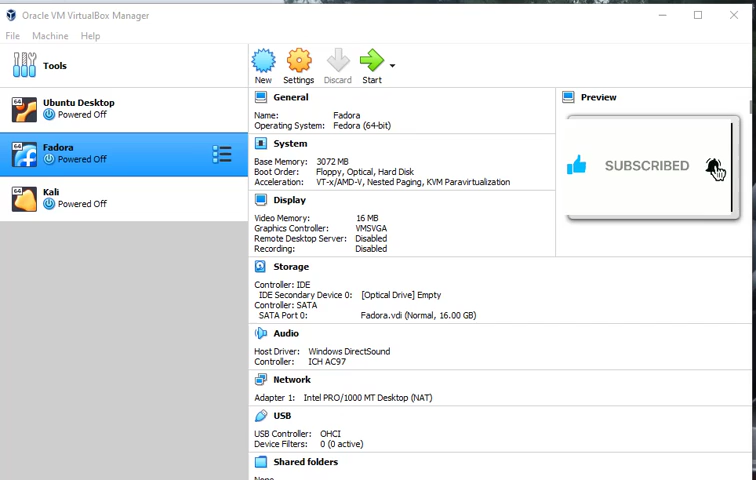 Oracle VM VirtualBox Manager
File Machine Help
Tools
64 Ubuntu Desktop
Powered Off
64 Fadora
Powered Off
64 Kali
Powered Off
New Settings Discard Start
General
Name: Fadora
Operating System: Fedora (64-bit)
System
Base Memory: 3072 MB
Boot Order: Floppy, Optical, Hard Disk
Acceleration: VT-x/AMD-V, Nested Paging, KVM Paravirtualization
Display
Video Memory: 16 MB
Graphics Controller: VMSVGA
Remote Desktop Server: Disabled
Recording: Disabled
Storage
Controller: IDE
IDE Secondary Device 0: [Optical Drive] Empty
Controller: SATA
SATA Port 0: Fadora.vdi (Normal, 16.00 GB)
Audio
Host Driver: Windows DirectSound
Controller: ICH AC97
Network
Adapter 1: Intel PRO/1000 MT Desktop (NAT)
USB
USB Controller: OHCI
Device Filters: 0 (0 active)
Shared folders
None
Preview
SUBSCRIBED